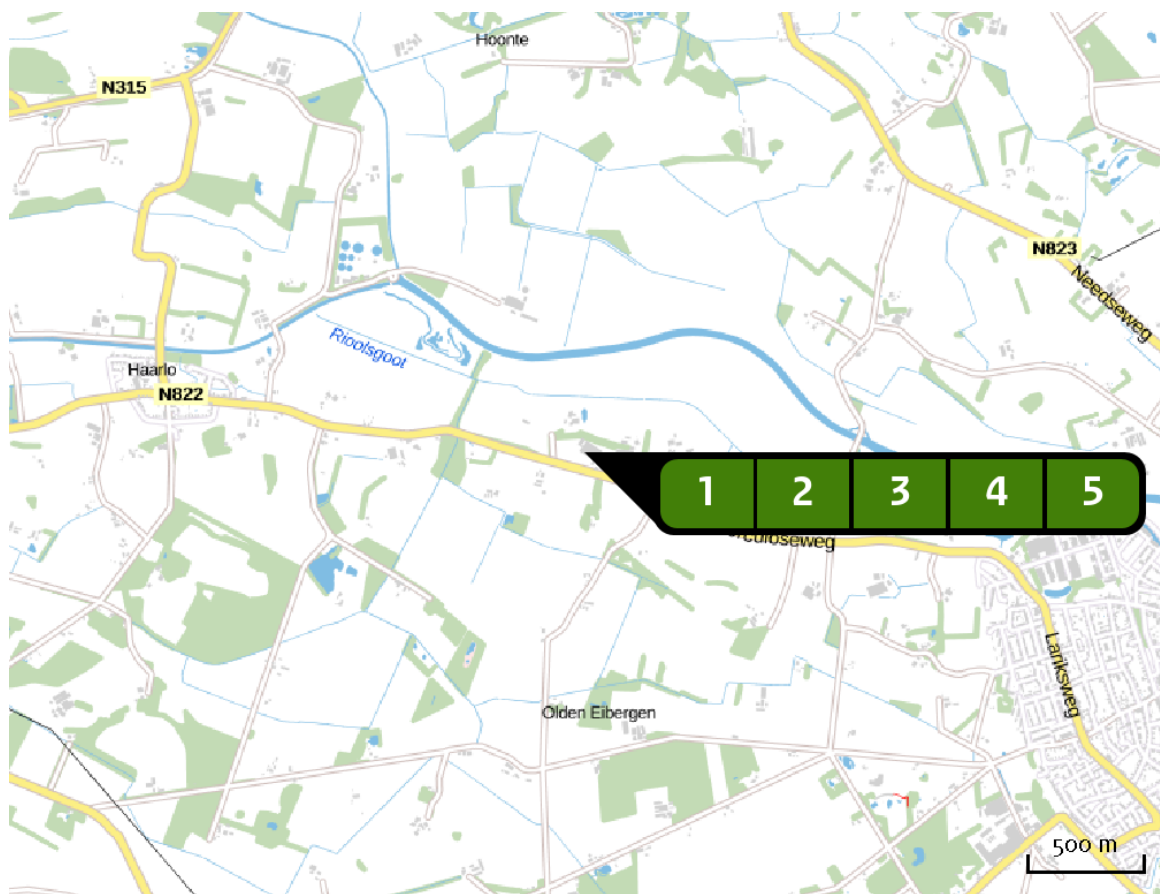 Hoonte
N315
N823
Needseweg
Rioolsgoot
Haarlo
N822
1 2 3 4 5
Lariksweg
Olden Eibergen
500 m